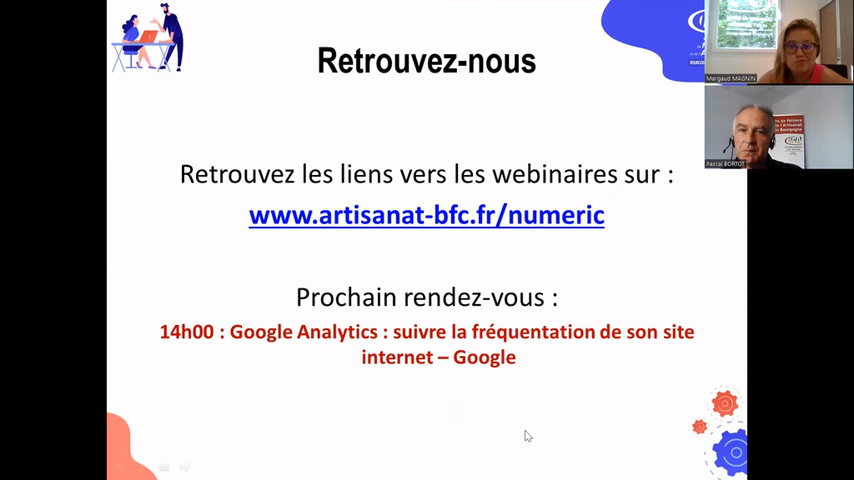 Retrouvez-nous
Retrouvez les liens vers les webinaires sur :
www.artisanat-bfc.fr/numeric
Prochain rendez-vous :
14h00 : Google Analytics : suivre la fréquentation de son site
internet – Google
Margaud MAGNIN
Pascal BORTOT